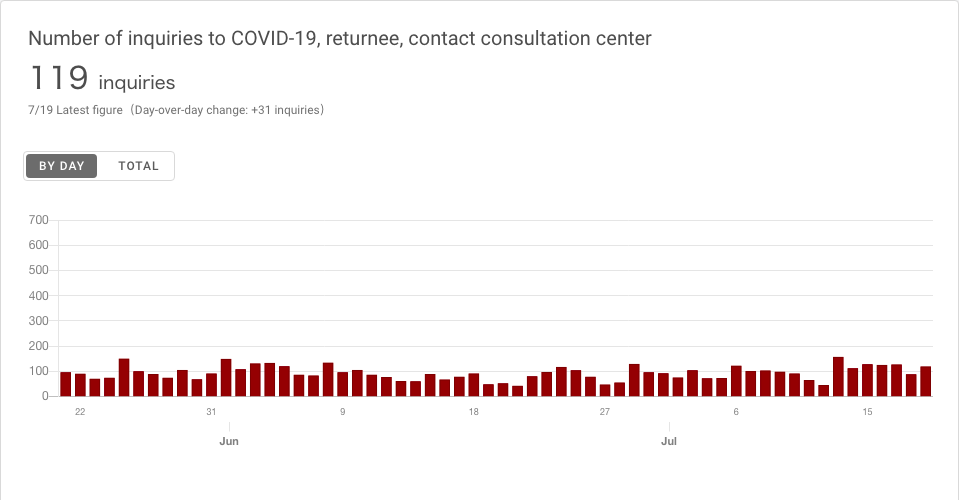 Number of inquiries to COVID-19, returnee, contact consultation center
119 inquiries
7/19 Latest figure（Day-over-day change: +31 inquiries）
BY DAY TOTAL
700
600
500
400
300
200
100
0
22 31 9 18 27 6 15
Jun Jul